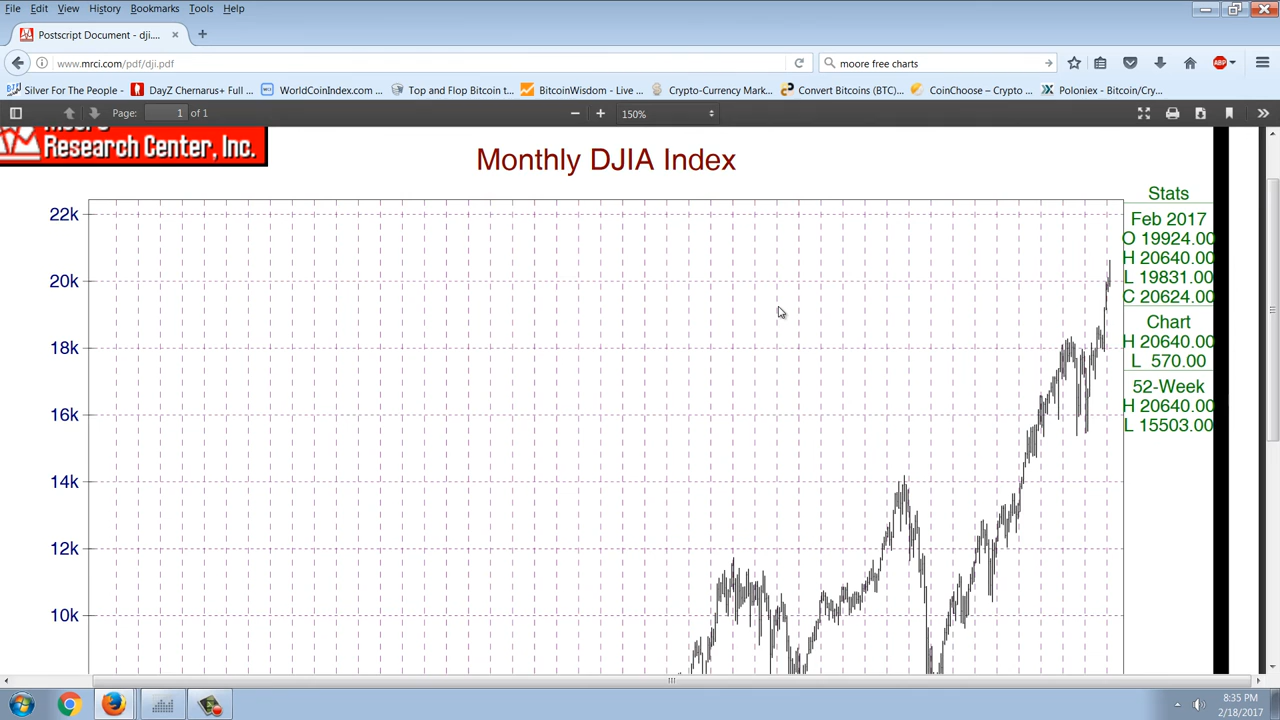 File Edit View History Bookmarks Tools Help
Postscript Document - dji....
www.mrci.com/pdf/dji.pdf
moore free charts
Silver For The People - ...
DayZ Chernarus+ Full ...
WorldCoinIndex.com ...
Top and Flop Bitcoin t...
BitcoinWisdom - Live ...
Crypto-Currency Mark...
Convert Bitcoins (BTC)...
CoinChoose – Crypto ...
Poloniex - Bitcoin/Cry...
Page: 1 of 1
150%
Research Center, Inc.
Monthly DJIA Index
22k
20k
18k
16k
14k
12k
10k
Stats
Feb 2017
O 19924.00
H 20640.00
L 19831.00
C 20624.00
Chart
H 20640.00
L 570.00
52-Week
H 20640.00
L 15503.00
8:35 PM
2/18/2017